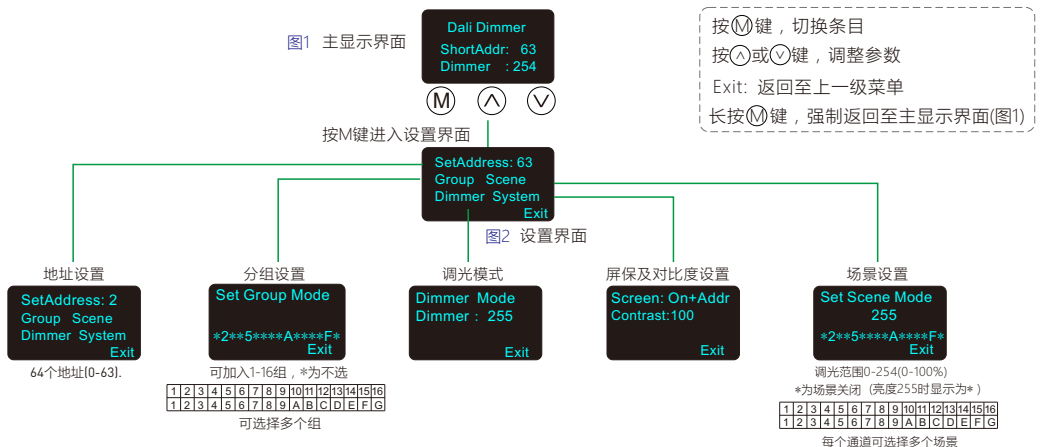 图1 主显示界面
Dali Dimmer
ShortAddr: 63
Dimmer :254
M
按M键,切换条目
按∧或∨键,调整参数
Exit: 返回至上一级菜单
长按M键,强制返回至主显示界面(图1)
按M键进入设置界面
SetAddress: 63
Group Scene
Dimmer System
Exit
图2 设置界面
地址设置
SetAddress: 2
Group Scene
Dimmer System
Exit
64个地址(0-63).
分组设置
Set Group Mode
*2**5****A****F*
Exit
可加入1-16组,*为不选
1 2 3 4 5 6 7 8 9 10 11 12 13 14 15 16
1 2 3 4 5 6 7 8 9 A B C D E F G
可选择多个组
调光模式
Dimmer Mode
Dimmer : 255
Exit
屏保及对比度设置
Screen: On+Addr
Contrast:100
Exit
场景设置
Set Scene Mode
255
*2**5****A****F*
Exit
调光范围0-254(0-100%)
*为场景关闭 (亮度255时显示为*)
1 2 3 4 5 6 7 8 9 10 11 12 13 14 15 16
1 2 3 4 5 6 7 8 9 A B C D E F G
每个通道可选择多个场景